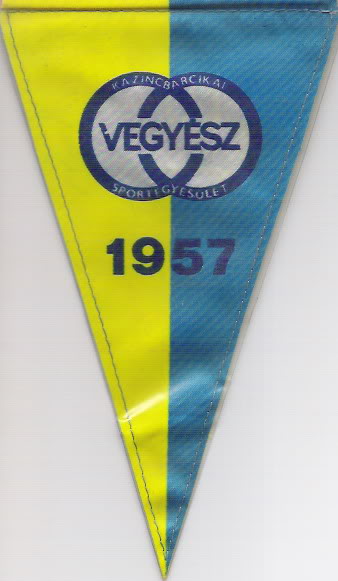 KAZINCBARCIKAI
VEGYÉSZ
SPORTEGYESÜLET
1957